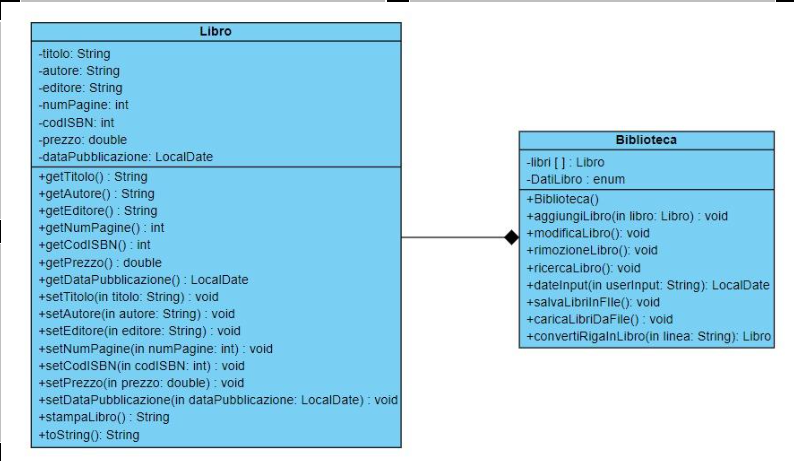 Libro
-titolo: String
-autore: String
-editore: String
-numPagine: int
-codISBN: int
-prezzo: double
-dataPubblicazione: LocalDate
+getTitolo() : String
+getAutore() : String
+getEditore() : String
+getNumPagine() : int
+getCodISBN() : int
+getPrezzo() : double
+getDataPubblicazione() : LocalDate
+setTitolo(in titolo: String) : void
+setAutore(in autore: String) : void
+setEditore(in editore: String) : void
+setNumPagine(in numPagine: int) : void
+setCodISBN(in codISBN: int) : void
+setPrezzo(in prezzo: double) : void
+setDataPubblicazione(in dataPubblicazione: LocalDate) : void
+stampaLibro() : String
+toString(): String
Biblioteca
-libri [ ] : Libro
-DatiLibro : enum
+Biblioteca()
+aggiungiLibro(in libro: Libro) : void
+modificaLibro(): void
+rimozioneLibro(): void
+ricercaLibro(): void
+dateInput(in userInput: String): LocalDate
+salvaLibriInFIle(): void
+caricaLibriDaFile() : void
+convertiRigaInLibro(in linea: String): Libro